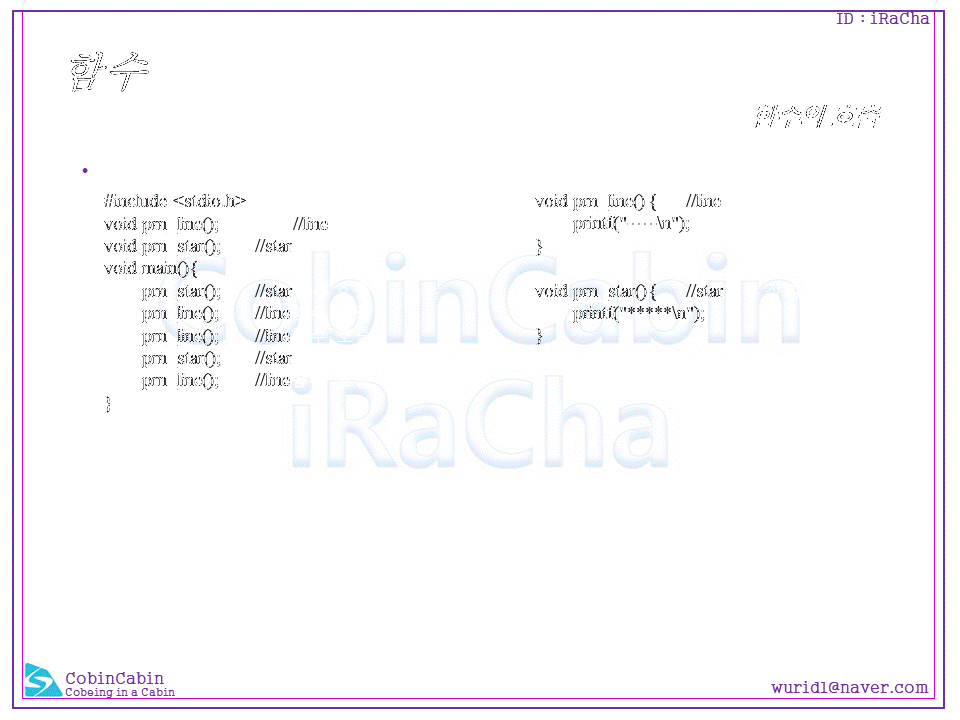 ID : iRaCha
함수
함수의 호출
//include <stdio.h>
void prn_line(); //line
void prn_star(); //star
void main(){
prn_star(); //star
prn_line(); //line
prn_line(); //line
prn_star(); //star
prn_line(); //line
}
void prn_line() { //line
printf("-----\n");
}
void prn_star(){ //star
printf("*****\n");
}
CobinCabin
iRaCha
CobinCabin
Cobeing in a Cabin
wuridl@naver.com